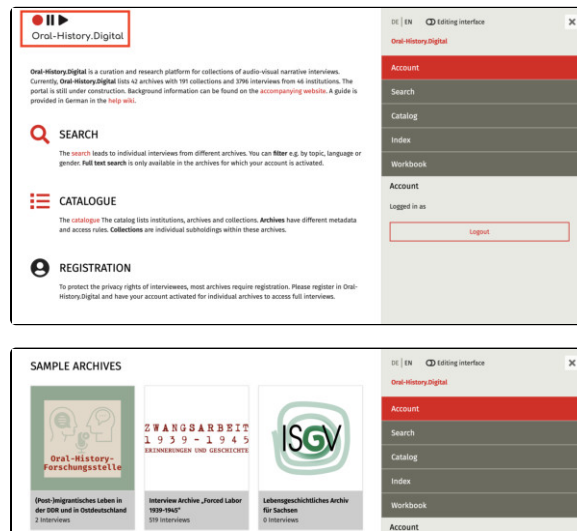 Oral-History.Digital
Oral-History.Digital is a curation and research platform for collections of audio-visual narrative interviews.
Currently, Oral-History.Digital lists 42 archives with 191 collections and 3796 interviews from 46 institutions. The
portal is still under construction. Background information can be found on the accompanying website. A guide is
provided in German in the help wiki.
SEARCH
The search leads to individual interviews from different archives. You can filter e.g. by topic, language or
gender. Full text search is only available in the archives for which your account is activated.
CATALOGUE
The catalogue The catalog lists institutions, archives and collections. Archives have different metadata
and access rules. Collections are individual subholdings within these archives.
REGISTRATION
To protect the privacy rights of interviewees, most archives require registration. Please register in Oral-
History.Digital and have your account activated for individual archives to access full interviews.
DE | EN Editing interface
Oral-History.Digital
Account
Search
Catalog
Index
Workbook
Account
Logged in as
Logout
SAMPLE ARCHIVES
Oral-History-
Forschungsstelle
(Post-)migrantisches Leben in
der DDR und in Ostdeutschland
2 Interviews
ZWANGSARBEIT
1939-1945
ERINNERUNGEN UND GESCHICHTE
Interview Archive „Forced Labor
1939-1945"
519 Interviews
ISGV
Lebensgeschichtliches Archiv
für Sachsen
0 Interviews
DE | EN Editing interface
Oral-History.Digital
Account
Search
Catalog
Index
Workbook
Account